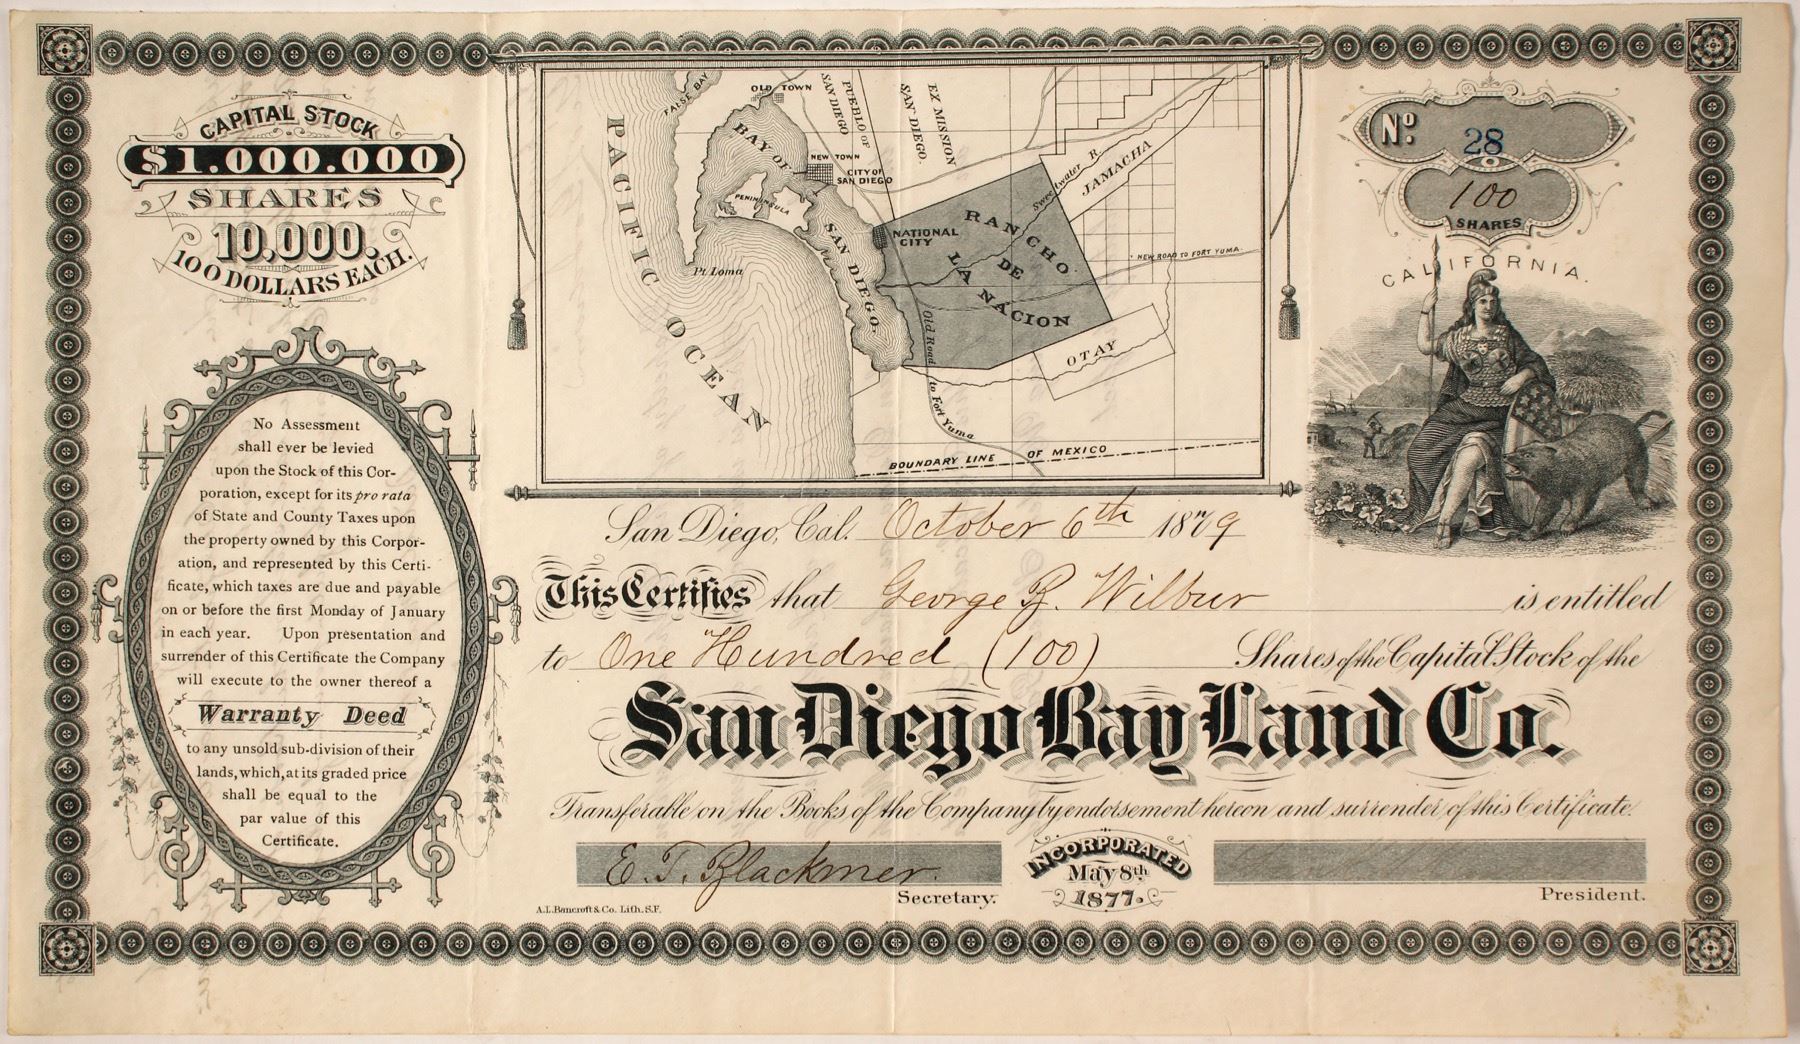 CAPITAL STOCK
$1.000.000
SHARES
10.000.
100 DOLLARS EACH.
No Assessment
shall ever be levied
upon the Stock of this Cor-
poration, except for its pro rata
of State and County Taxes upon
the property owned by this Corpor-
ation, and represented by this Certi-
ficate, which taxes are due and payable
on or before the first Monday of January
in each year. Upon presentation and
surrender of this Certificate the Company
will execute to the owner thereof a
Warranty Deed
to any unsold sub-division of their
lands, which, at its graded price
shall be equal to the
par value of this
Certificate.
PACIFIC OCEAN
FALSE BAY
OLD TOWN
BAY OF SAN DIEGO.
NEW TOWN
CITY OF
SAN DIEGO
PENINSULA
Pt Loma
PUEBLO OF
SAN DIEGO
EX MISSION
SAN DIEGO.
NATIONAL
CITY
RANCHO
DE
LA NACION
Sweetwater R.
JAMACHA
NEW ROAD TO FORT YUMA.
OTAY
Old Road to Fort Yuma
BOUNDARY LINE OF MEXICO
No. 28
100
SHARES
CALIFORNIA.
San Diego, Cal. October 6th 1879
This Certifies that George B. Wilbur is entitled
to One Hundred (100) Shares of the Capital Stock of the
San Diego Bay Land Co.
Transferable on the Books of the Company by endorsement hereon and surrender of this Certificate.
E. T. Blackmer.
Secretary.
INCORPORATED
May 8th
1877.
President.
A.L. Bancroft & Co. Lith. S.F.